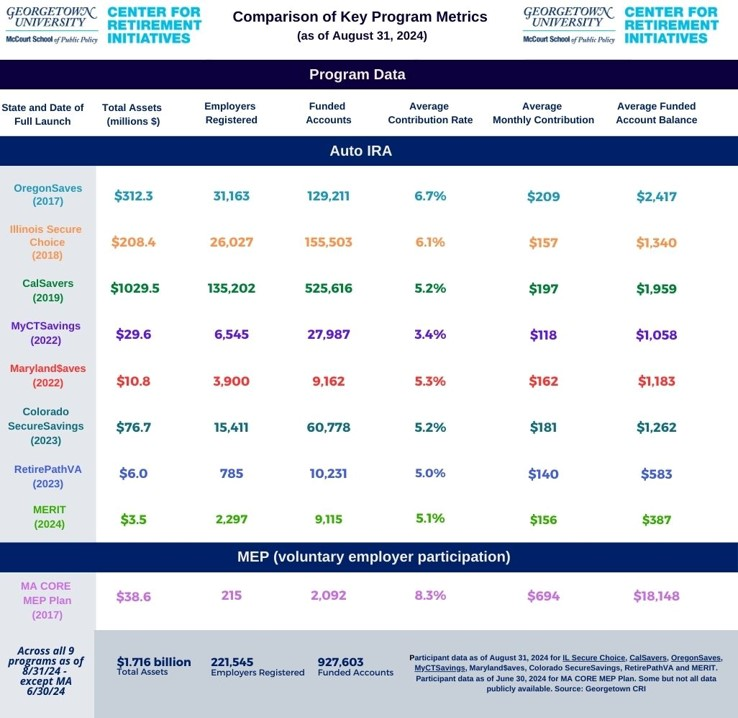 GEORGETOWN UNIVERSITY
McCourt School of Public Policy
CENTER FOR
RETIREMENT
INITIATIVES
Comparison of Key Program Metrics
(as of August 31, 2024)
GEORGETOWN UNIVERSITY
McCourt School of Public Policy
CENTER FOR
RETIREMENT
INITIATIVES
Program Data
State and Date of Full Launch Total Assets (millions $) Employers Registered Funded Accounts Average Contribution Rate Average Monthly Contribution Average Funded Account Balance
Auto IRA
OregonSaves (2017) $312.3 31,163 129,211 6.7% $209 $2,417
Illinois Secure Choice (2018) $208.4 26,027 155,503 6.1% $157 $1,340
CalSavers (2019) $1029.5 135,202 525,616 5.2% $197 $1,959
MyCTSavings (2022) $29.6 6,545 27,987 3.4% $118 $1,058
Maryland$aves (2022) $10.8 3,900 9,162 5.3% $162 $1,183
Colorado SecureSavings (2023) $76.7 15,411 60,778 5.2% $181 $1,262
RetirePathVA (2023) $6.0 785 10,231 5.0% $140 $583
MERIT (2024) $3.5 2,297 9,115 5.1% $156 $387
MEP (voluntary employer participation)
MA CORE MEP Plan (2017) $38.6 215 2,092 8.3% $694 $18,148
Across all 9
programs as of
8/31/24 -
except MA
6/30/24
$1.716 billion
Total Assets
221,545
Employers Registered
927,603
Funded Accounts
Participant data as of August 31, 2024 for IL Secure Choice, CalSavers, OregonSaves,
MyCTSavings, Maryland$aves, Colorado SecureSavings, RetirePathVA and MERIT.
Participant data as of June 30, 2024 for MA CORE MEP Plan. Some but not all data
publicly available. Source: Georgetown CRI